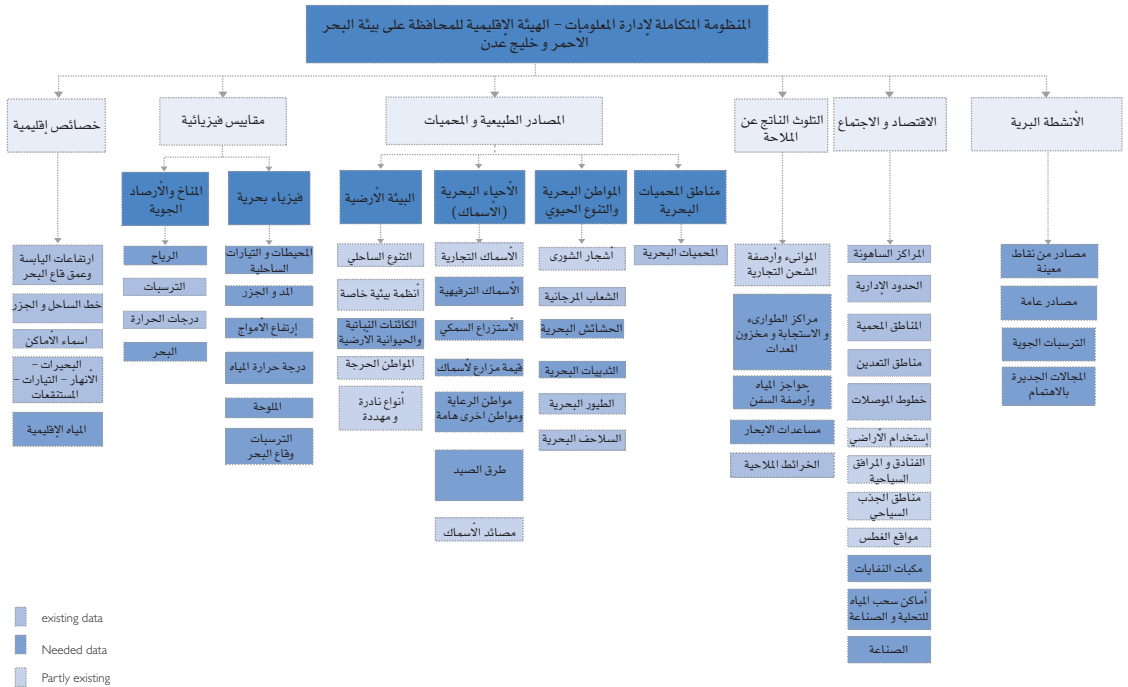 المنظومة المتكاملة لإدارة المعلومات – الهيئة الإقليمية للمحافظة على بيئة البحر
الاحمر و خليج عدن
الأنشطة البرية
الاقتصاد و الاجتماع
التلوث الناتج عن
الملاحة
المصادر الطبيعية و المحميات
مقاييس فيزيائية
خصائص إقليمية
مناطق المحميات
البحرية
المواطن البحرية
والتنوع الحيوي
الأحياء البحرية
(الأسماك)
البيئة الأرضية
فيزياء بحرية
المناخ والأرصاد
الجوية
مصادر من نقاط
معينة
مصادر عامة
الترسبات الجوية
المجالات الجديرة
بالاهتمام
المراكز الساهونة
الحدود الإدارية
المناطق المحمية
مناطق التعدين
خطوط الموصلات
إستخدام الأراضي
الفنادق و المرافق
السياحية
مناطق الجذب
السياحي
مواقع الغطس
مكبات النفايات
أماكن سحب المياه
للتحلية و الصناعة
الصناعة
الموانىء وأرصفة
الشحن التجارية
مراكز الطوارىء
و الاستجابة و مخزون
المعدات
حواجز المياه
وأرصفة السفن
مساعدات الابحار
الخرائط الملاحية
المحميات البحرية
أشجار الشورى
الشعاب المرجانية
الحشائش البحرية
الثدييات البحرية
الطيور البحرية
السلاحف البحرية
الأسماك التجارية
الأسماك الترفيهية
الأستزراع السمكي
قيمة مزارع لأسماك
مواطن الرعاية
ومواطن اخرى هامة
طرق الصيد
مصائد الأسماك
التنوع الساحلي
أنظمة بيئية خاصة
الكائنات النباتية
والحيوانية الأرضية
المواطن الحرجة
أنواع نادرة
و مهددة
المحيطات و التيارات
الساحلية
المد و الجزر
إرتفاع الأمواج
درجة حرارة المياه
الملوحة
الترسبات
وقاع البحر
الرياح
الترسبات
درجات الحرارة
البحر
ارتفاعات اليابسة
وعمق قاع البحر
خط الساحل و الجزر
اسماء الأماكن
البحيرات –
الأنهار – التيارات –
المستنقعات
المياه الإقليمية
existing data
Needed data
Partly existing